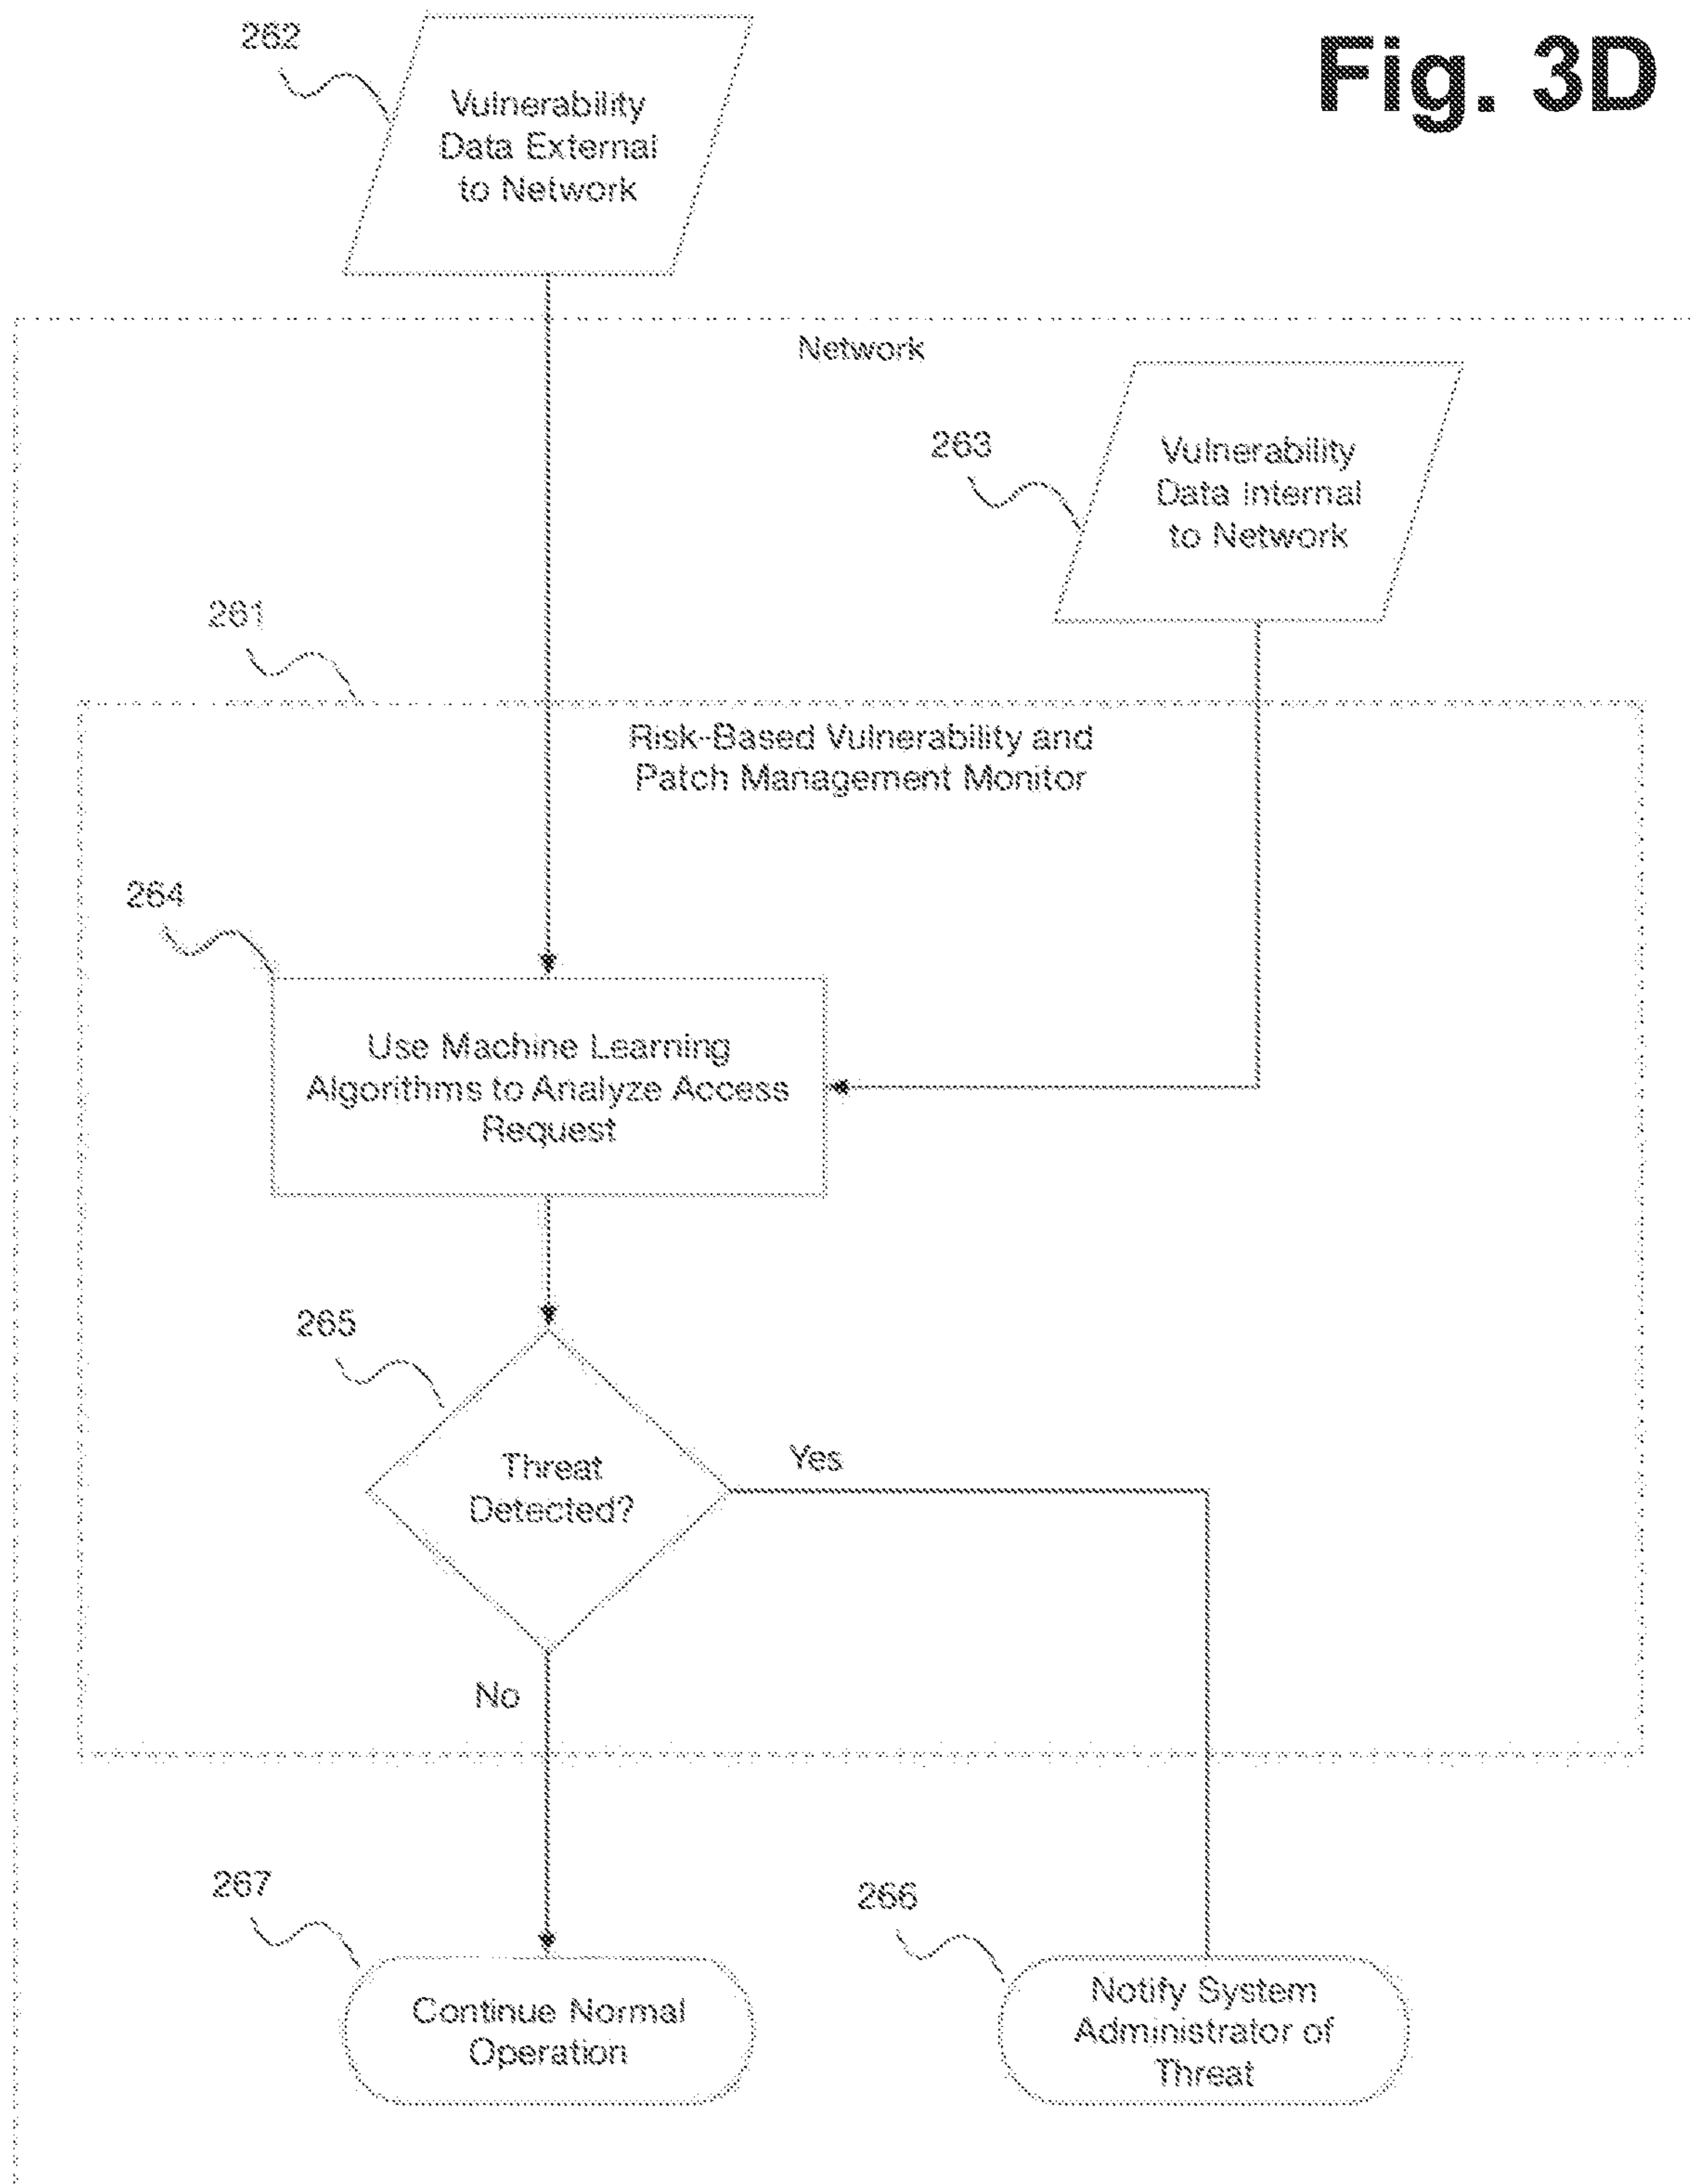 Fig. 3D
262
Vulnerability
Data External
to Network
Network
263
Vulnerability
Data Internal
to Network
261
Risk-Based Vulnerability and
Patch Management Monitor
264
Use Machine Learning
Algorithms to Analyze Access
Request
265
Threat
Detected?
Yes
No
267
Continue Normal
Operation
266
Notify System
Administrator of
Threat